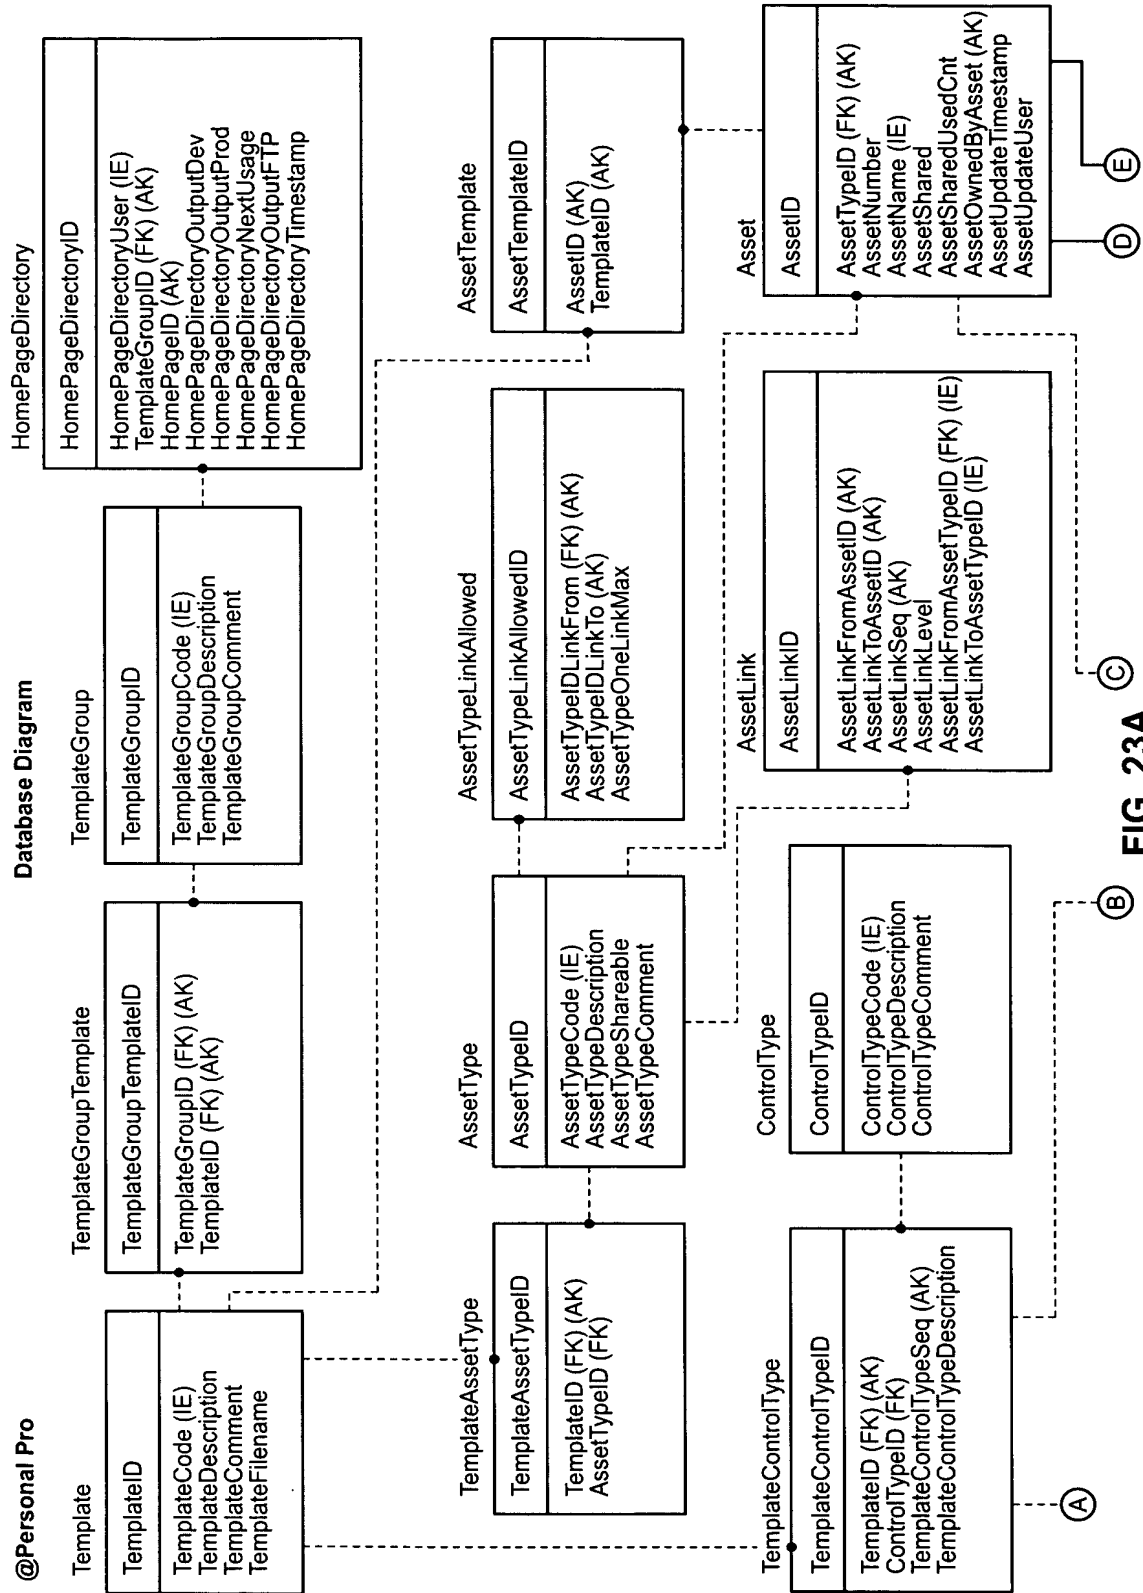 @Personal Pro
Database Diagram
Template
TemplateID
TemplateCode (IE)
TemplateDescription
TemplateComment
TemplateFilename
TemplateGroupTemplate
TemplateGroupTemplateID
TemplateGroupID (FK) (AK)
TemplateID (FK) (AK)
TemplateGroup
TemplateGroupID
TemplateGroupCode (IE)
TemplateGroupDescription
TemplateGroupComment
HomePageDirectory
HomePageDirectoryID
HomePageDirectoryUser (IE)
TemplateGroupID (FK) (AK)
HomePageID (AK)
HomePageDirectoryOutputDev
HomePageDirectoryOutputProd
HomePageDirectoryNextUsage
HomePageDirectoryOutputFTP
HomePageDirectoryTimestamp
TemplateAssetType
TemplateAssetTypeID
TemplateID (FK) (AK)
AssetTypeID (FK)
AssetType
AssetTypeID
AssetTypeCode (IE)
AssetTypeDescription
AssetTypeShareable
AssetTypeComment
AssetTypeLinkAllowed
AssetTypeLinkAllowedID
AssetTypeIDLinkFrom (FK) (AK)
AssetTypeIDLinkTo (AK)
AssetTypeOneLinkMax
AssetTemplate
AssetTemplateID
AssetID (AK)
TemplateID (AK)
TemplateControlType
TemplateControlTypeID
TemplateID (FK) (AK)
ControlTypeID (FK)
TemplateControlTypeSeq (AK)
TemplateControlTypeDescription
ControlType
ControlTypeID
ControlTypeCode (IE)
ControlTypeDescription
ControlTypeComment
AssetLink
AssetLinkID
AssetLinkFromAssetID (AK)
AssetLinkToAssetID (AK)
AssetLinkSeq (AK)
AssetLinkLevel
AssetLinkFromAssetTypeID (FK) (IE)
AssetLinkToAssetTypeID (IE)
Asset
AssetID
AssetTypeID (FK) (AK)
AssetNumber
AssetName (IE)
AssetShared
AssetSharedUsedCnt
AssetOwnedByAsset (AK)
AssetUpdateTimestamp
AssetUpdateUser
A
B
C
D
E
FIG. 23A